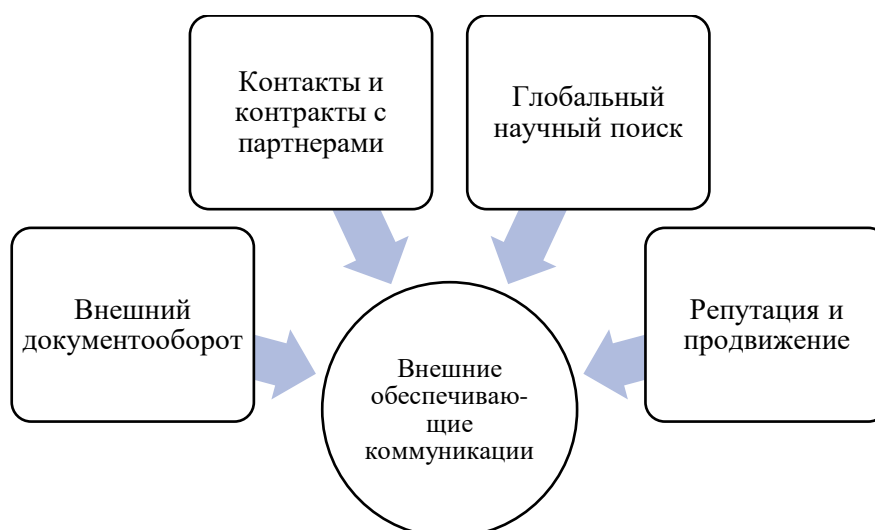 Контакты и
контракты с
партнерами
Глобальный
научный поиск
Внешний
документооборот
Репутация и
продвижение
Внешние
обеспечиваю-
щие
коммуникации